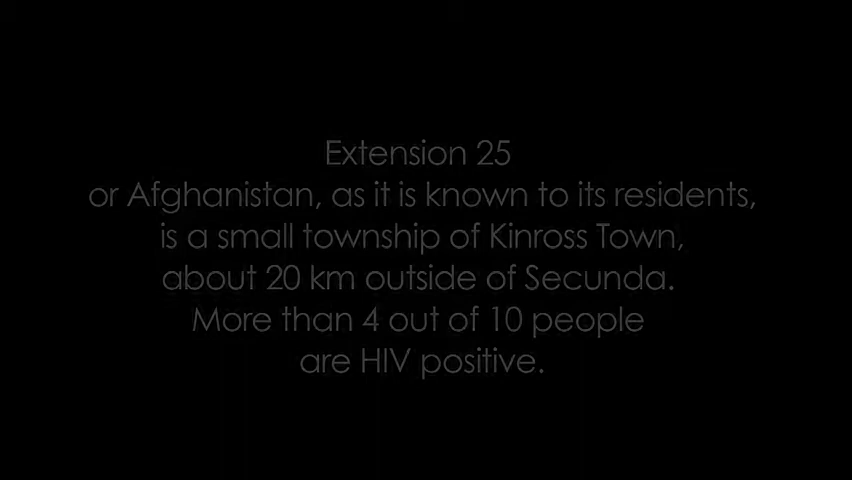 Extension 25
or Afghanistan, as it is known to its residents,
is a small township of Kinross Town,
about 20 km outside of Secunda.
More than 4 out of 10 people
are HIV positive.